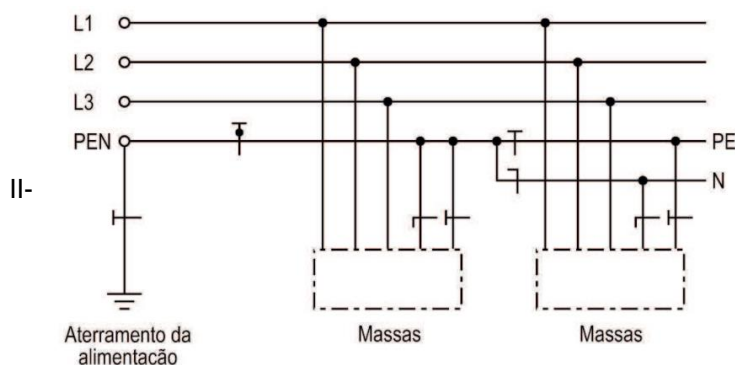 L1
L2
L3
PEN
PE
N
II-
Aterramento da
alimentacão
Massas
Massas